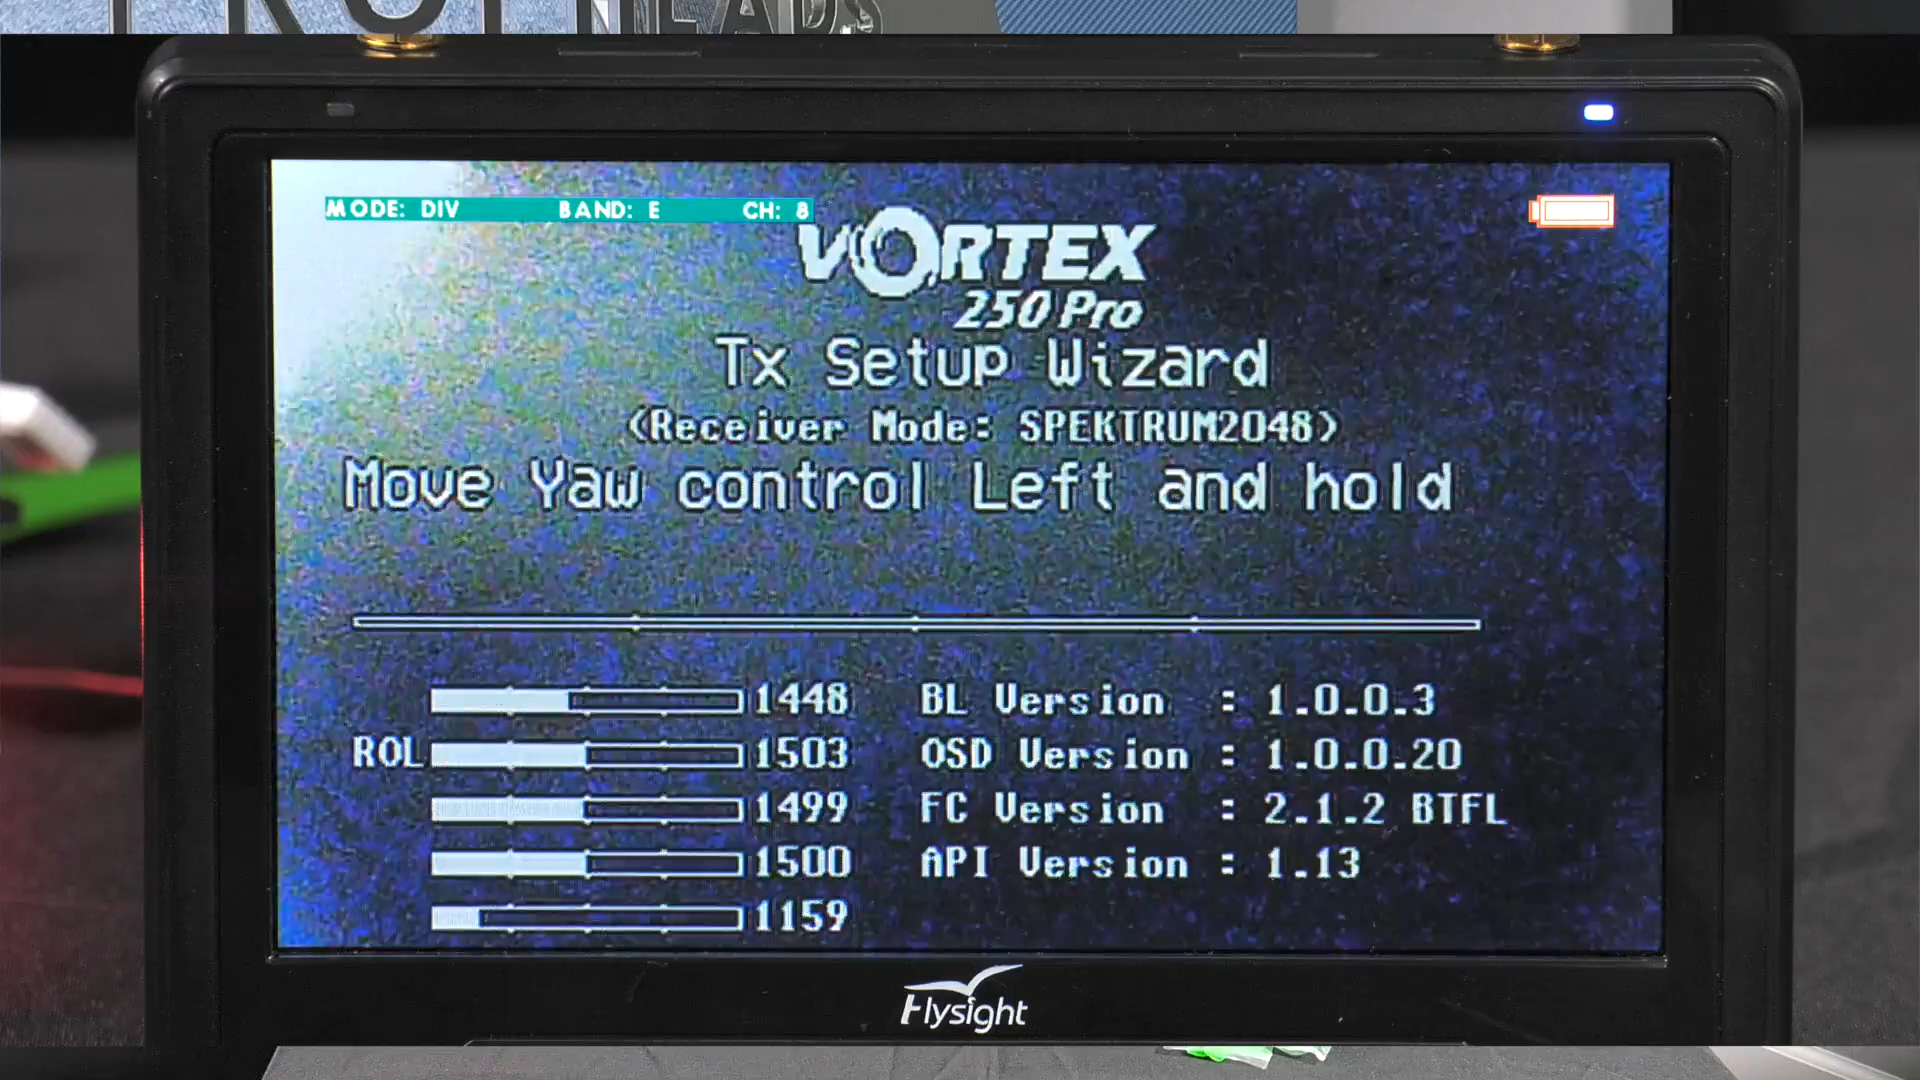 MODE: DIV BAND: E CH: 8
VORTEX
250 Pro
Tx Setup Wizard
(Receiver Mode: SPEKTRUM2048)
Move Yaw control Left and hold
1448 BL Version : 1.0.0.3
ROL 1503 OSD Version : 1.0.0.20
1499 FC Version : 2.1.2 BTFL
1500 API Version : 1.13
1159
Flysight